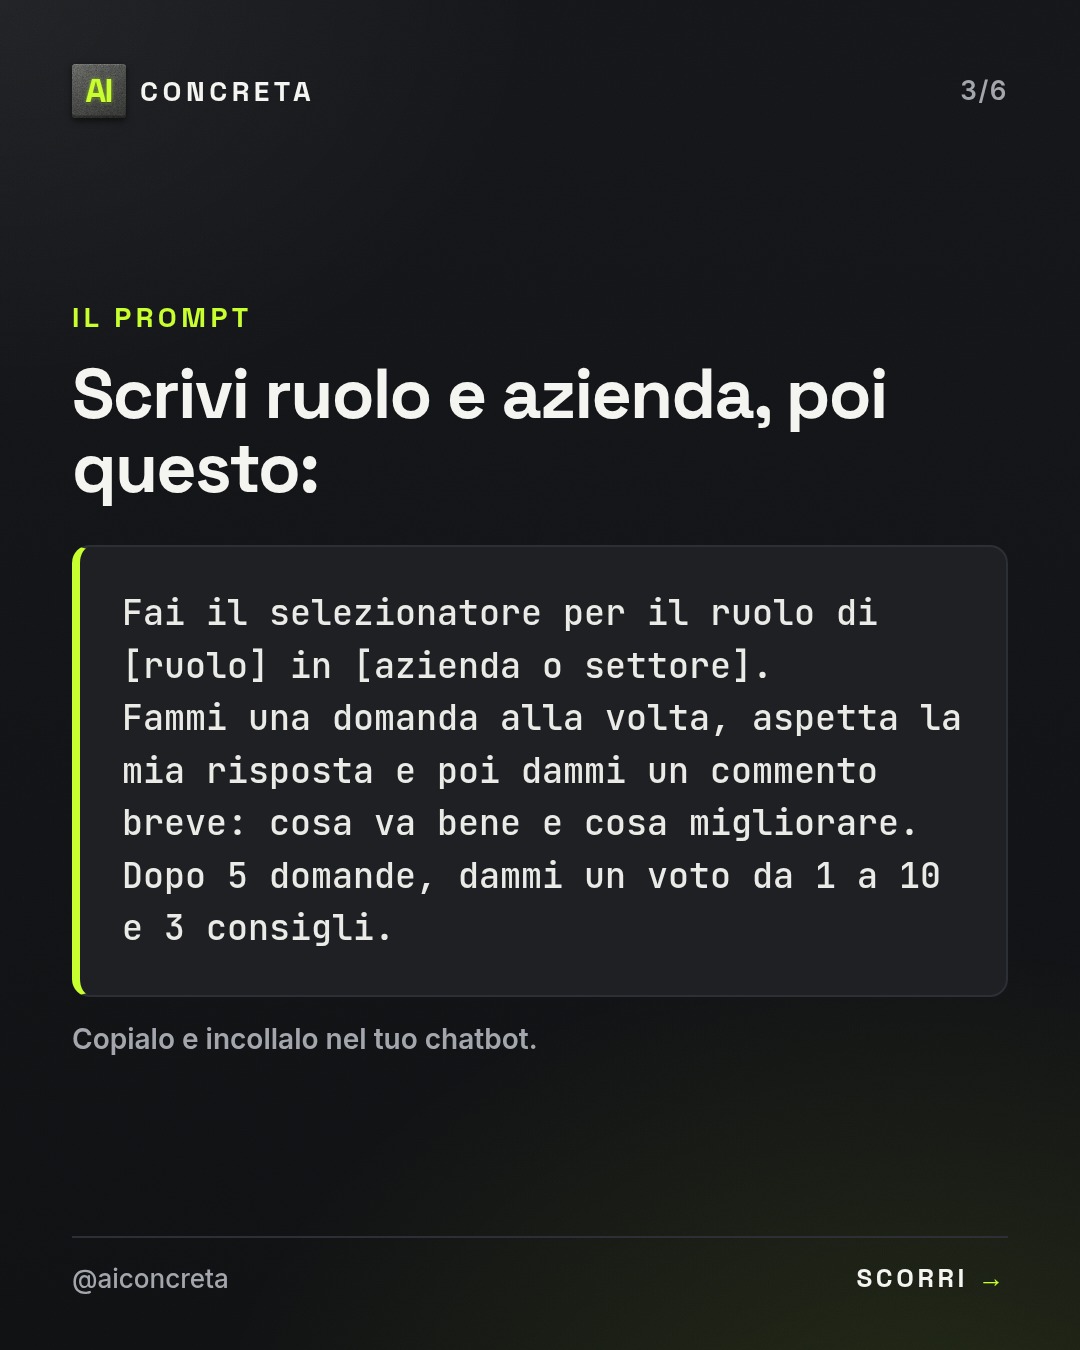 AI CONCRETA
3/6
IL PROMPT
Scrivi ruolo e azienda, poi
questo:
Fai il selezionatore per il ruolo di
[ruolo] in [azienda o settore].
Fammi una domanda alla volta, aspetta la
mia risposta e poi dammi un commento
breve: cosa va bene e cosa migliorare.
Dopo 5 domande, dammi un voto da 1 a 10
e 3 consigli.
Copialo e incollalo nel tuo chatbot.
@aiconcreta
SCORRI →